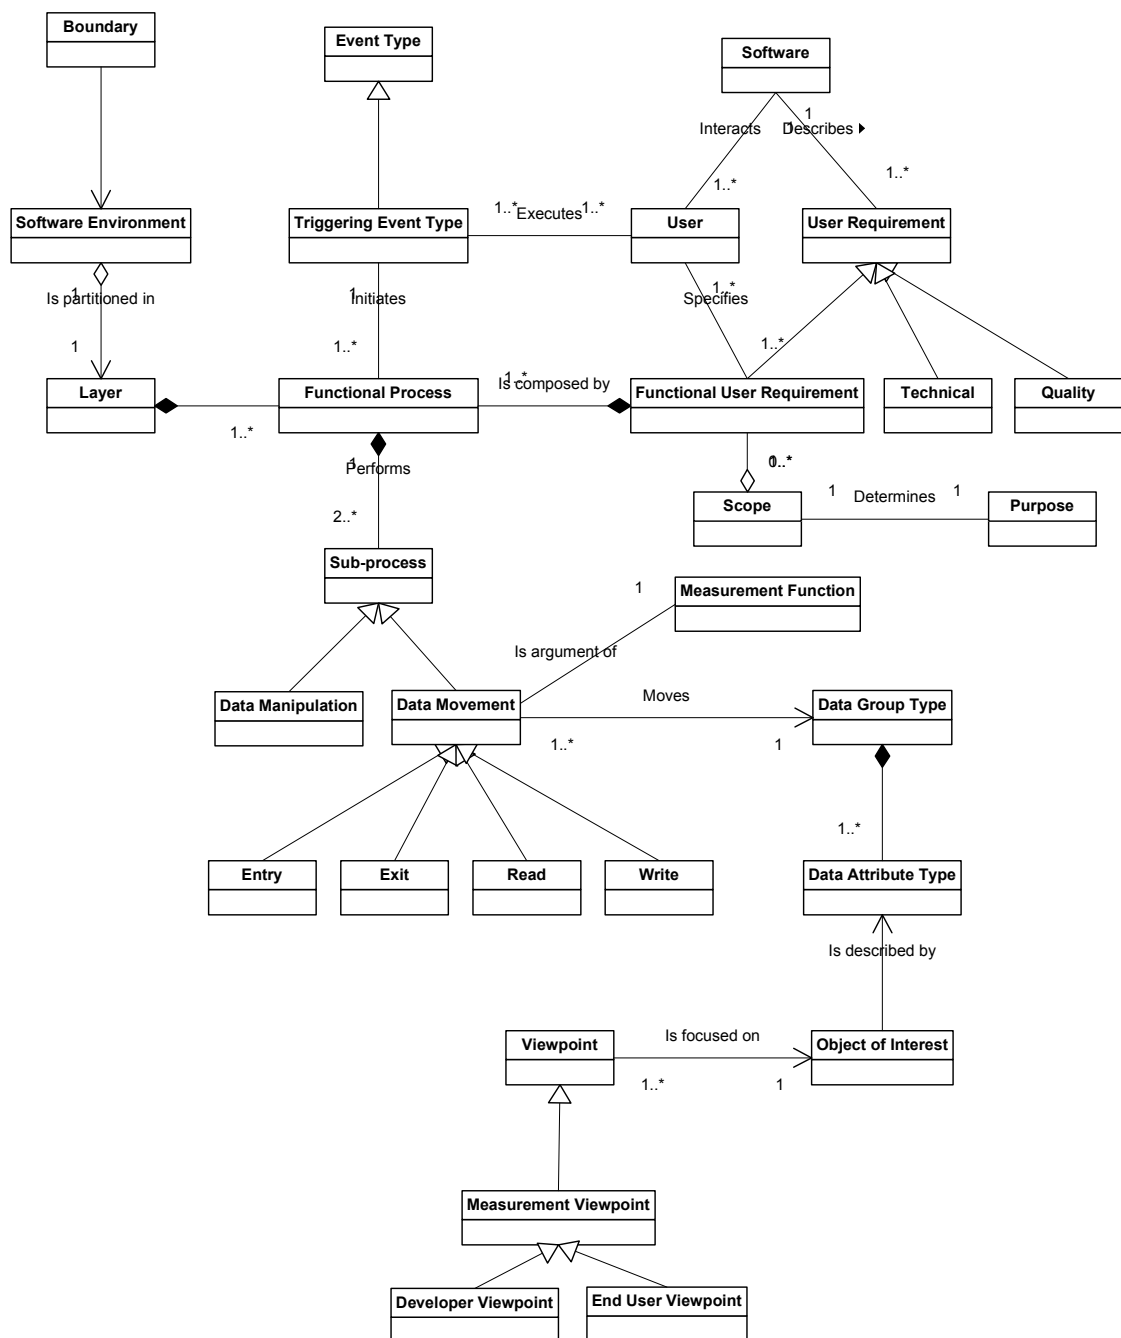 Boundary
Event Type
Software
Interacts
1
1
Describes
1..*
1..*
Software Environment
Triggering Event Type
1..*
Executes
1..*
User
User Requirement
1
Is partitioned in
1
Initiates
1..*
Specifies
1
1..*
1..*
Layer
Functional Process
1..*
Is composed by
Functional User Requirement
Technical
Quality
1..*
1
Performs
0..*
1..*
Scope
1
Determines
1
Purpose
2..*
Sub-process
1
Measurement Function
Is argument of
Data Manipulation
Data Movement
Moves
Data Group Type
1..*
1
1..*
Entry
Exit
Read
Write
Data Attribute Type
Is described by
Viewpoint
Is focused on
Object of Interest
1..*
1
Measurement Viewpoint
Developer Viewpoint
End User Viewpoint